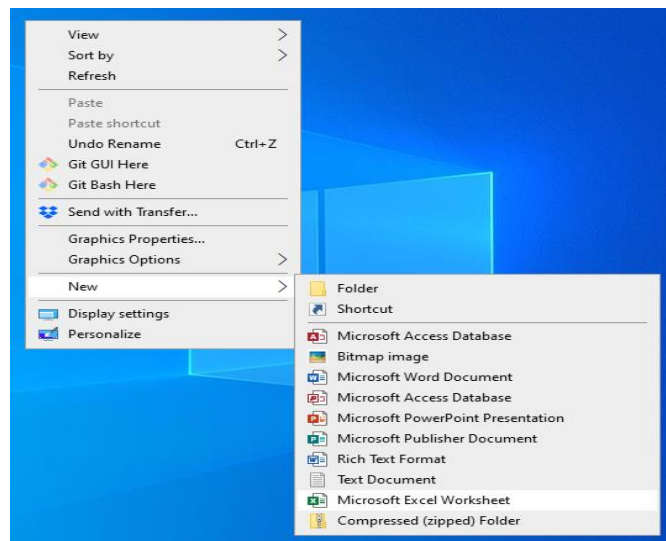 View
Sort by
Refresh
Paste
Paste shortcut
Undo Rename Ctrl+Z
Git GUI Here
Git Bash Here
Send with Transfer...
Graphics Properties...
Graphics Options
New
Display settings
Personalize
Folder
Shortcut
Microsoft Access Database
Bitmap image
Microsoft Word Document
Microsoft Access Database
Microsoft PowerPoint Presentation
Microsoft Publisher Document
Rich Text Format
Text Document
Microsoft Excel Worksheet
Compressed (zipped) Folder